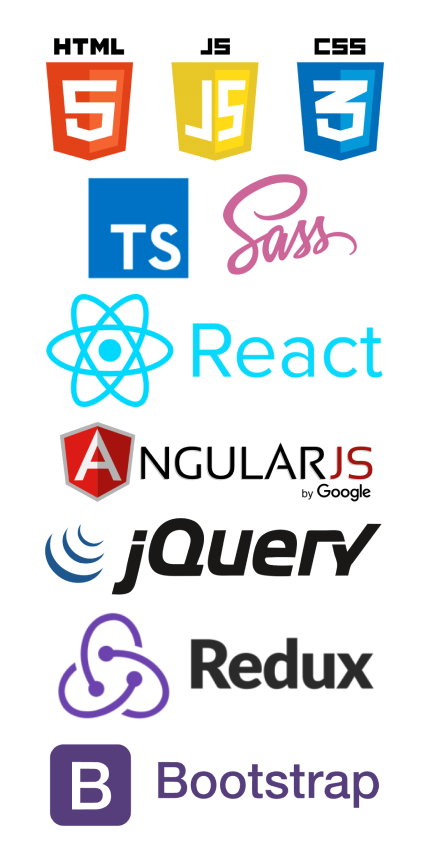 HTML JS CSS
5 JS 3
TS Sass
React
ANGULARJS
by Google
jQuery
Redux
B Bootstrap